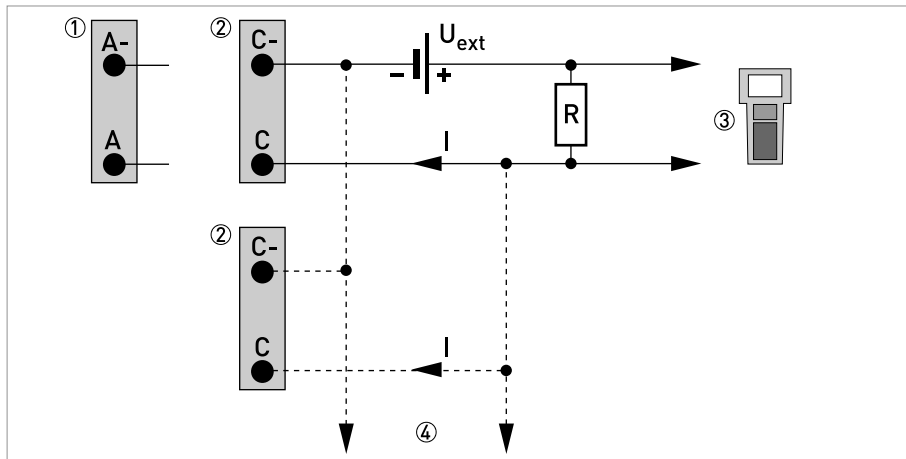 ① A-
A
② C-
C
U ext
- +
I
R
③
② C-
C
I
④